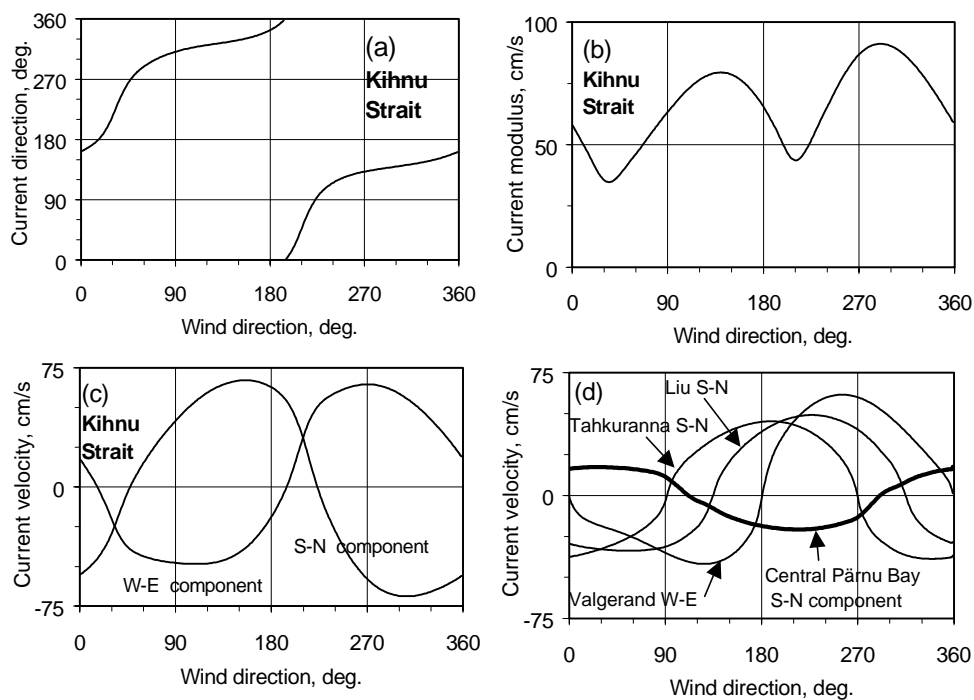 360
270
180
90
0
Current direction, deg.
(a)
Kihnu
Strait
0 90 180 270 360
Wind direction, deg.
100
50
0
Current modulus, cm/s
(b)
Kihnu
Strait
0 90 180 270 360
Wind direction, deg.
75
0
-75
Current velocity, cm/s
(c)
Kihnu
Strait
W-E component
S-N component
0 90 180 270 360
Wind direction, deg.
75
0
-75
Current velocity, cm/s
(d)
Liu S-N
Tahkuranna S-N
Valgerand W-E
Central Pärnu Bay
S-N component
0 90 180 270 360
Wind direction, deg.